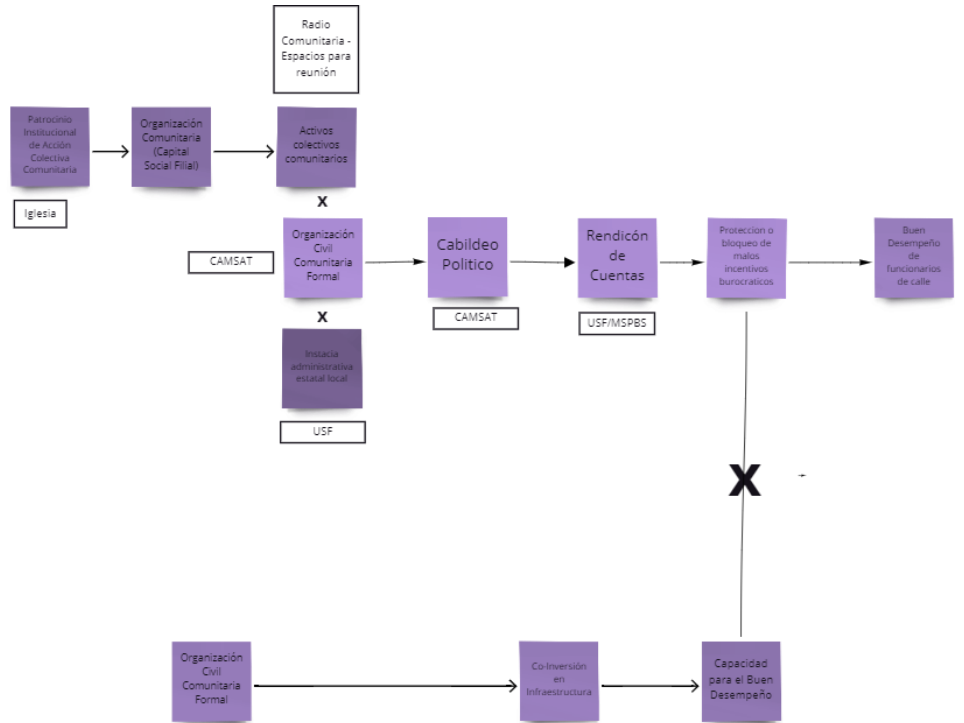 Radio
Comunitaria -
Espacios para
reunión
Patrocinio
Institucional
de Acción
Colectiva
Comunitaria
Organización
Comunitaria
(Capital
Social Filial)
Activos
colectivos
comunitarios
Iglesia
X
CAMSAT
Organización
Civil
Comunitaria
Formal
Cabildeo
Politico
Rendicón
de
Cuentas
Proteccion o
bloqueo de
malos
incentivos
burocraticos
Buen
Desempeño
de
funcionarios
de calle
X
CAMSAT
USF/MSPBS
Instacia
administrativa
estatal local
USF
X
Organización
Civil
Comunitaria
Formal
Co-Inversión
en
Infraestructura
Capacidad
para el Buen
Desempeño